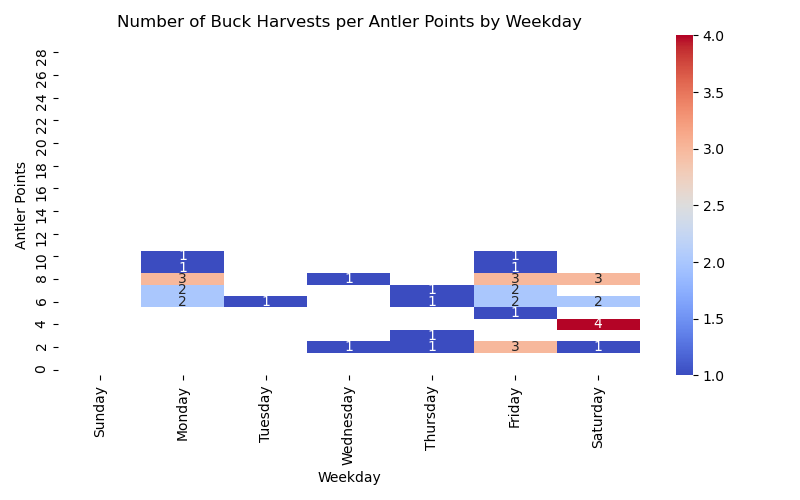 Number of Buck Harvests per Antler Points by Weekday
4.0
28
26
3.5
24
22
20
3.0
18
Antler Points
16
14
2.5
12
1 1
10
1 1
3 1 3 3
8
2.0
2 1 2
2 1 1 2 2
6
1
4
4
1.5
1
1 1 3 1
2
0
1.0
Sunday
Monday
Tuesday
Wednesday
Thursday
Friday
Saturday
Weekday